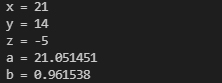 x = 21
y = 14
z = -5
a = 21.051451
b = 0.961538